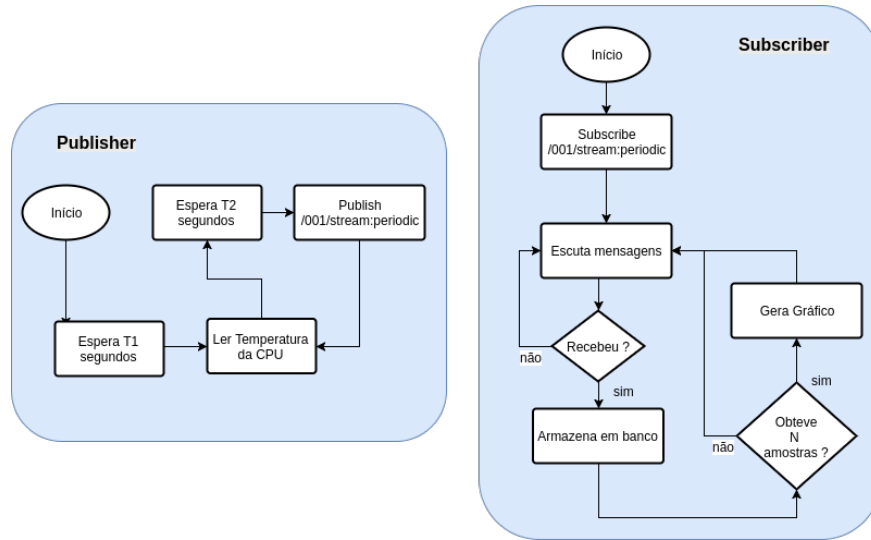 Publisher
Início
Espera T2
segundos
Publish
/001/stream:periodic
Espera T1
segundos
Ler Temperatura
da CPU
Subscriber
Início
Subscribe
/001/stream:periodic
Escuta mensagens
Recebeu ?
não
sim
Armazena em banco
Gera Gráfico
sim
não
Obteve
N
amostras ?